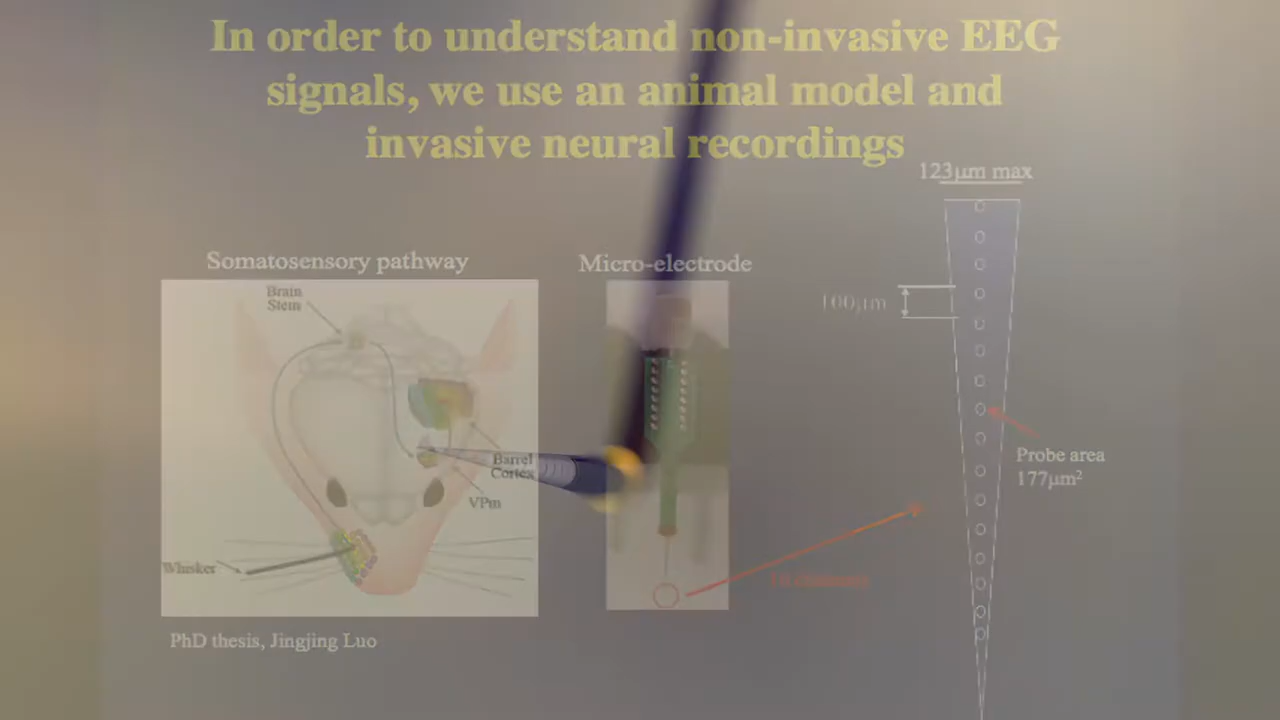 In order to understand non-invasive EEG
signals, we use an animal model and
invasive neural recordings
123μm max
Somatosensory pathway
Micro-electrode
Brain
Stem
100μm
Barrel
Cortex
Probe area
177μm²
VPm
Whisker
PhD thesis, Jingjing Luo